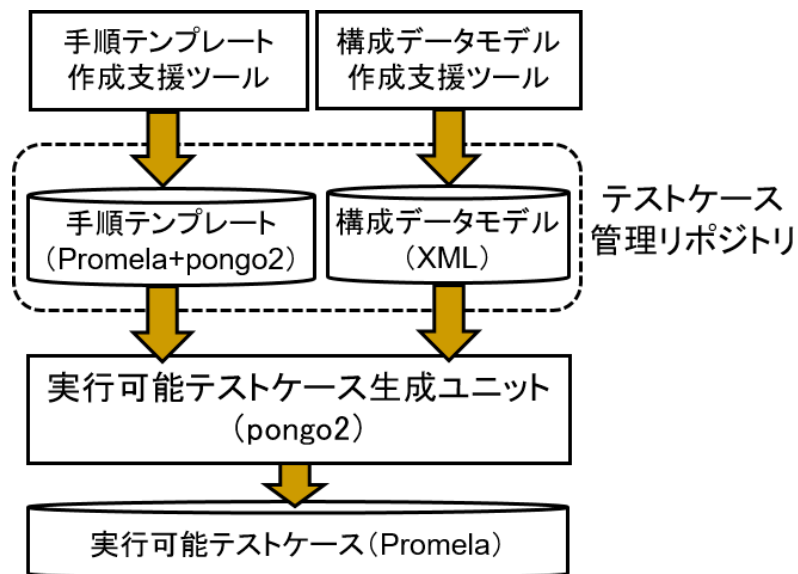 手順テンプレート
作成支援ツール
構成データモデル
作成支援ツール
手順テンプレート
(Promela+pongo2)
構成データモデル
(XML)
テストケース
管理リポジトリ
実行可能テストケース生成ユニット
(pongo2)
実行可能テストケース(Promela)